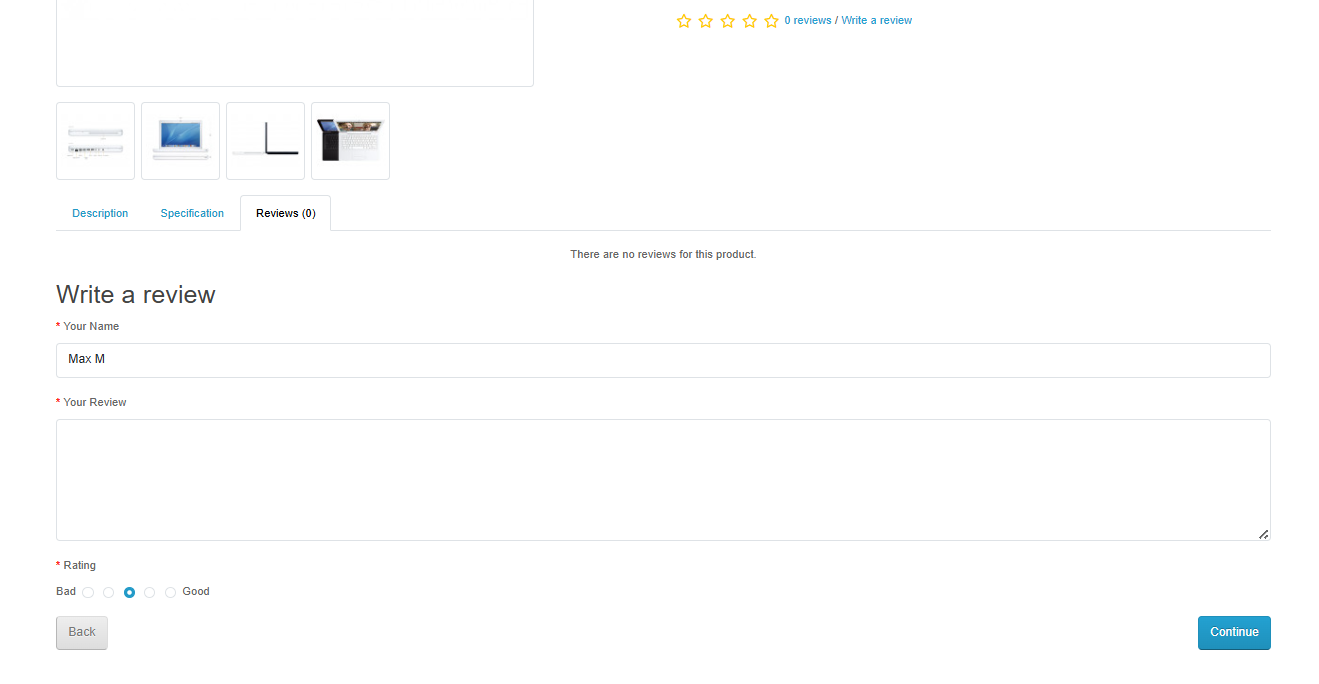 0 reviews / Write a review
Description Specification Reviews (0)
There are no reviews for this product.
Write a review
* Your Name
Max M
* Your Review
* Rating
Bad Good
Back Continue